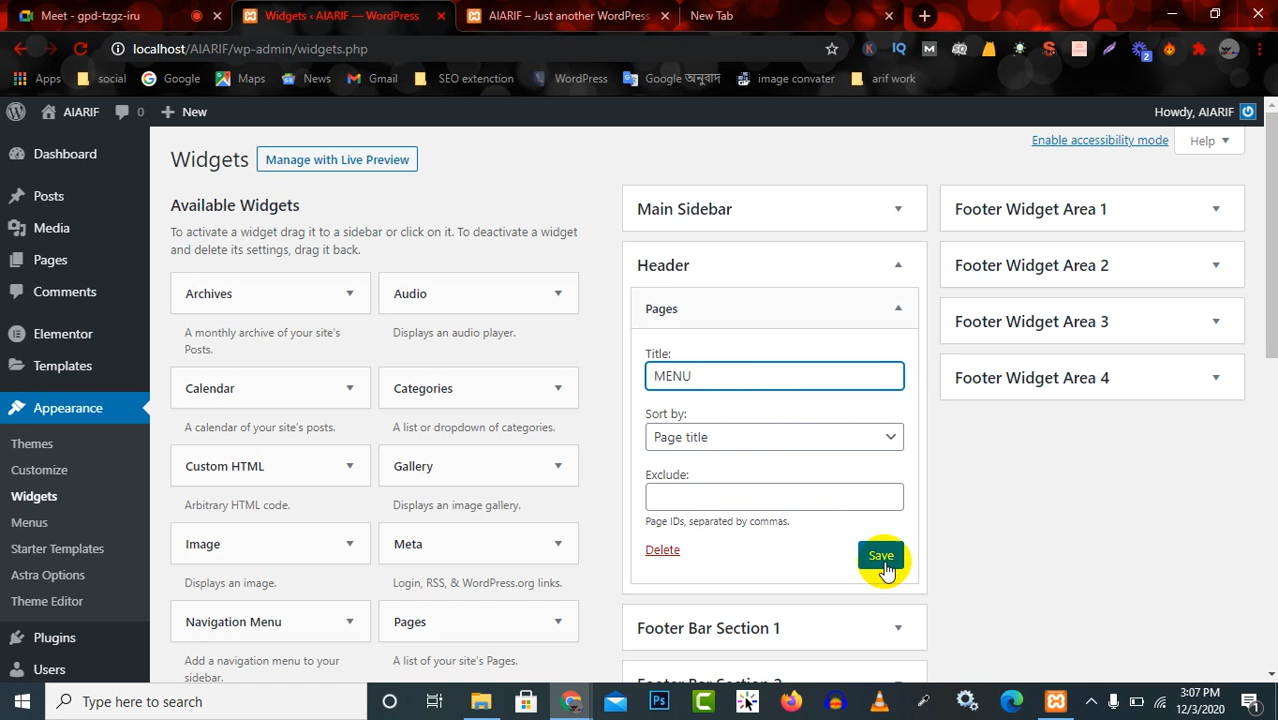 Meet - gpd-tzgz-iru
Widgets ‹ AIARIF — WordPress
AIARIF – Just another WordPress
New Tab
localhost/AIARIF/wp-admin/widgets.php
Apps
social
Google
Maps
News
Gmail
SEO extenction
WordPress
Google অনুবাদ
image convater
arif work
AIARIF
0
New
Howdy, AIARIF
Dashboard
Posts
Media
Pages
Comments
Elementor
Templates
Appearance
Themes
Customize
Widgets
Menus
Starter Templates
Astra Options
Theme Editor
Plugins
Users
Widgets
Manage with Live Preview
Enable accessibility mode
Help
Available Widgets
To activate a widget drag it to a sidebar or click on it. To deactivate a widget
and delete its settings, drag it back.
Archives
A monthly archive of your site's
Posts.
Audio
Displays an audio player.
Calendar
A calendar of your site's posts.
Categories
A list or dropdown of categories.
Custom HTML
Arbitrary HTML code.
Gallery
Displays an image gallery.
Image
Displays an image.
Meta
Login, RSS, & WordPress.org links.
Navigation Menu
Add a navigation menu to your
sidebar.
Pages
A list of your site's Pages.
Main Sidebar
Header
Pages
Title:
MENU
Sort by:
Page title
Exclude:
Page IDs, separated by commas.
Delete
Save
Footer Bar Section 1
Footer Bar Section 2
Footer Widget Area 1
Footer Widget Area 2
Footer Widget Area 3
Footer Widget Area 4
Type here to search
3:07 PM
12/3/2020